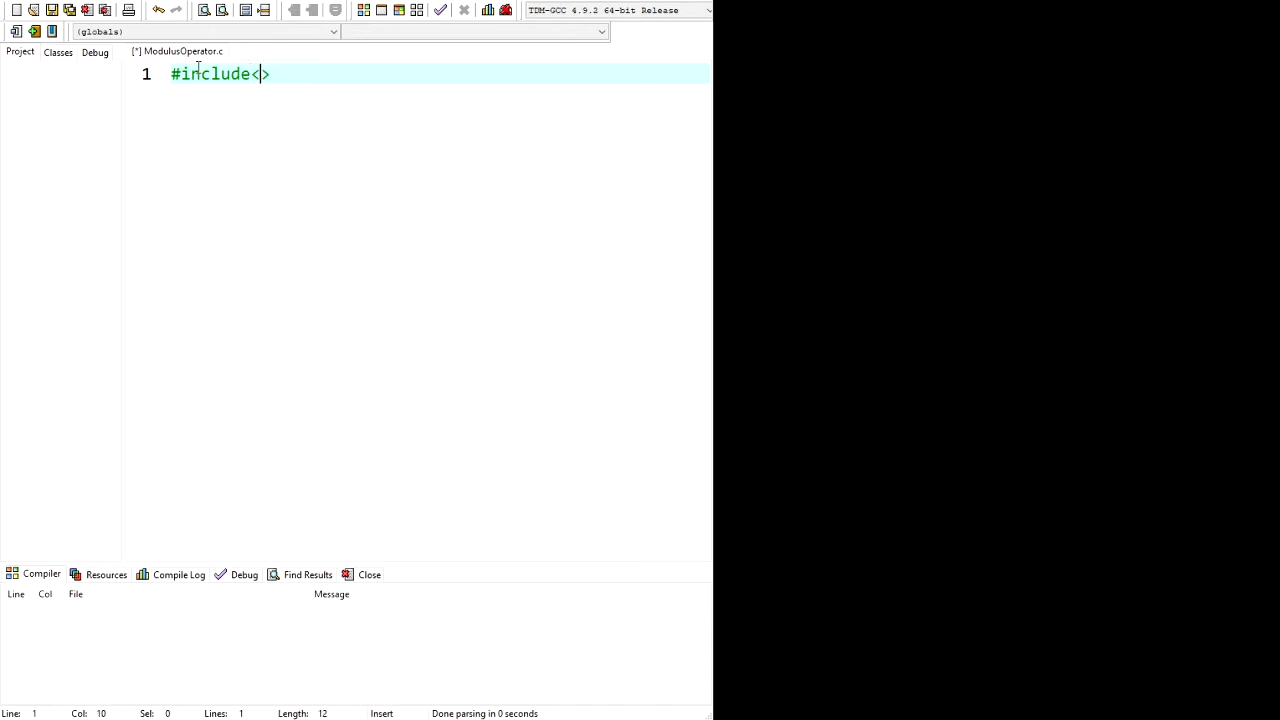 TDM-GCC 4.9.2 64-bit Release
(globals)
Project Classes Debug [*] ModulusOperator.c
1 #include<>
Compiler Resources Compile Log Debug Find Results Close
Line Col File Message
Line: 1 Col: 10 Sel: 0 Lines: 1 Length: 12 Insert Done parsing in 0 seconds